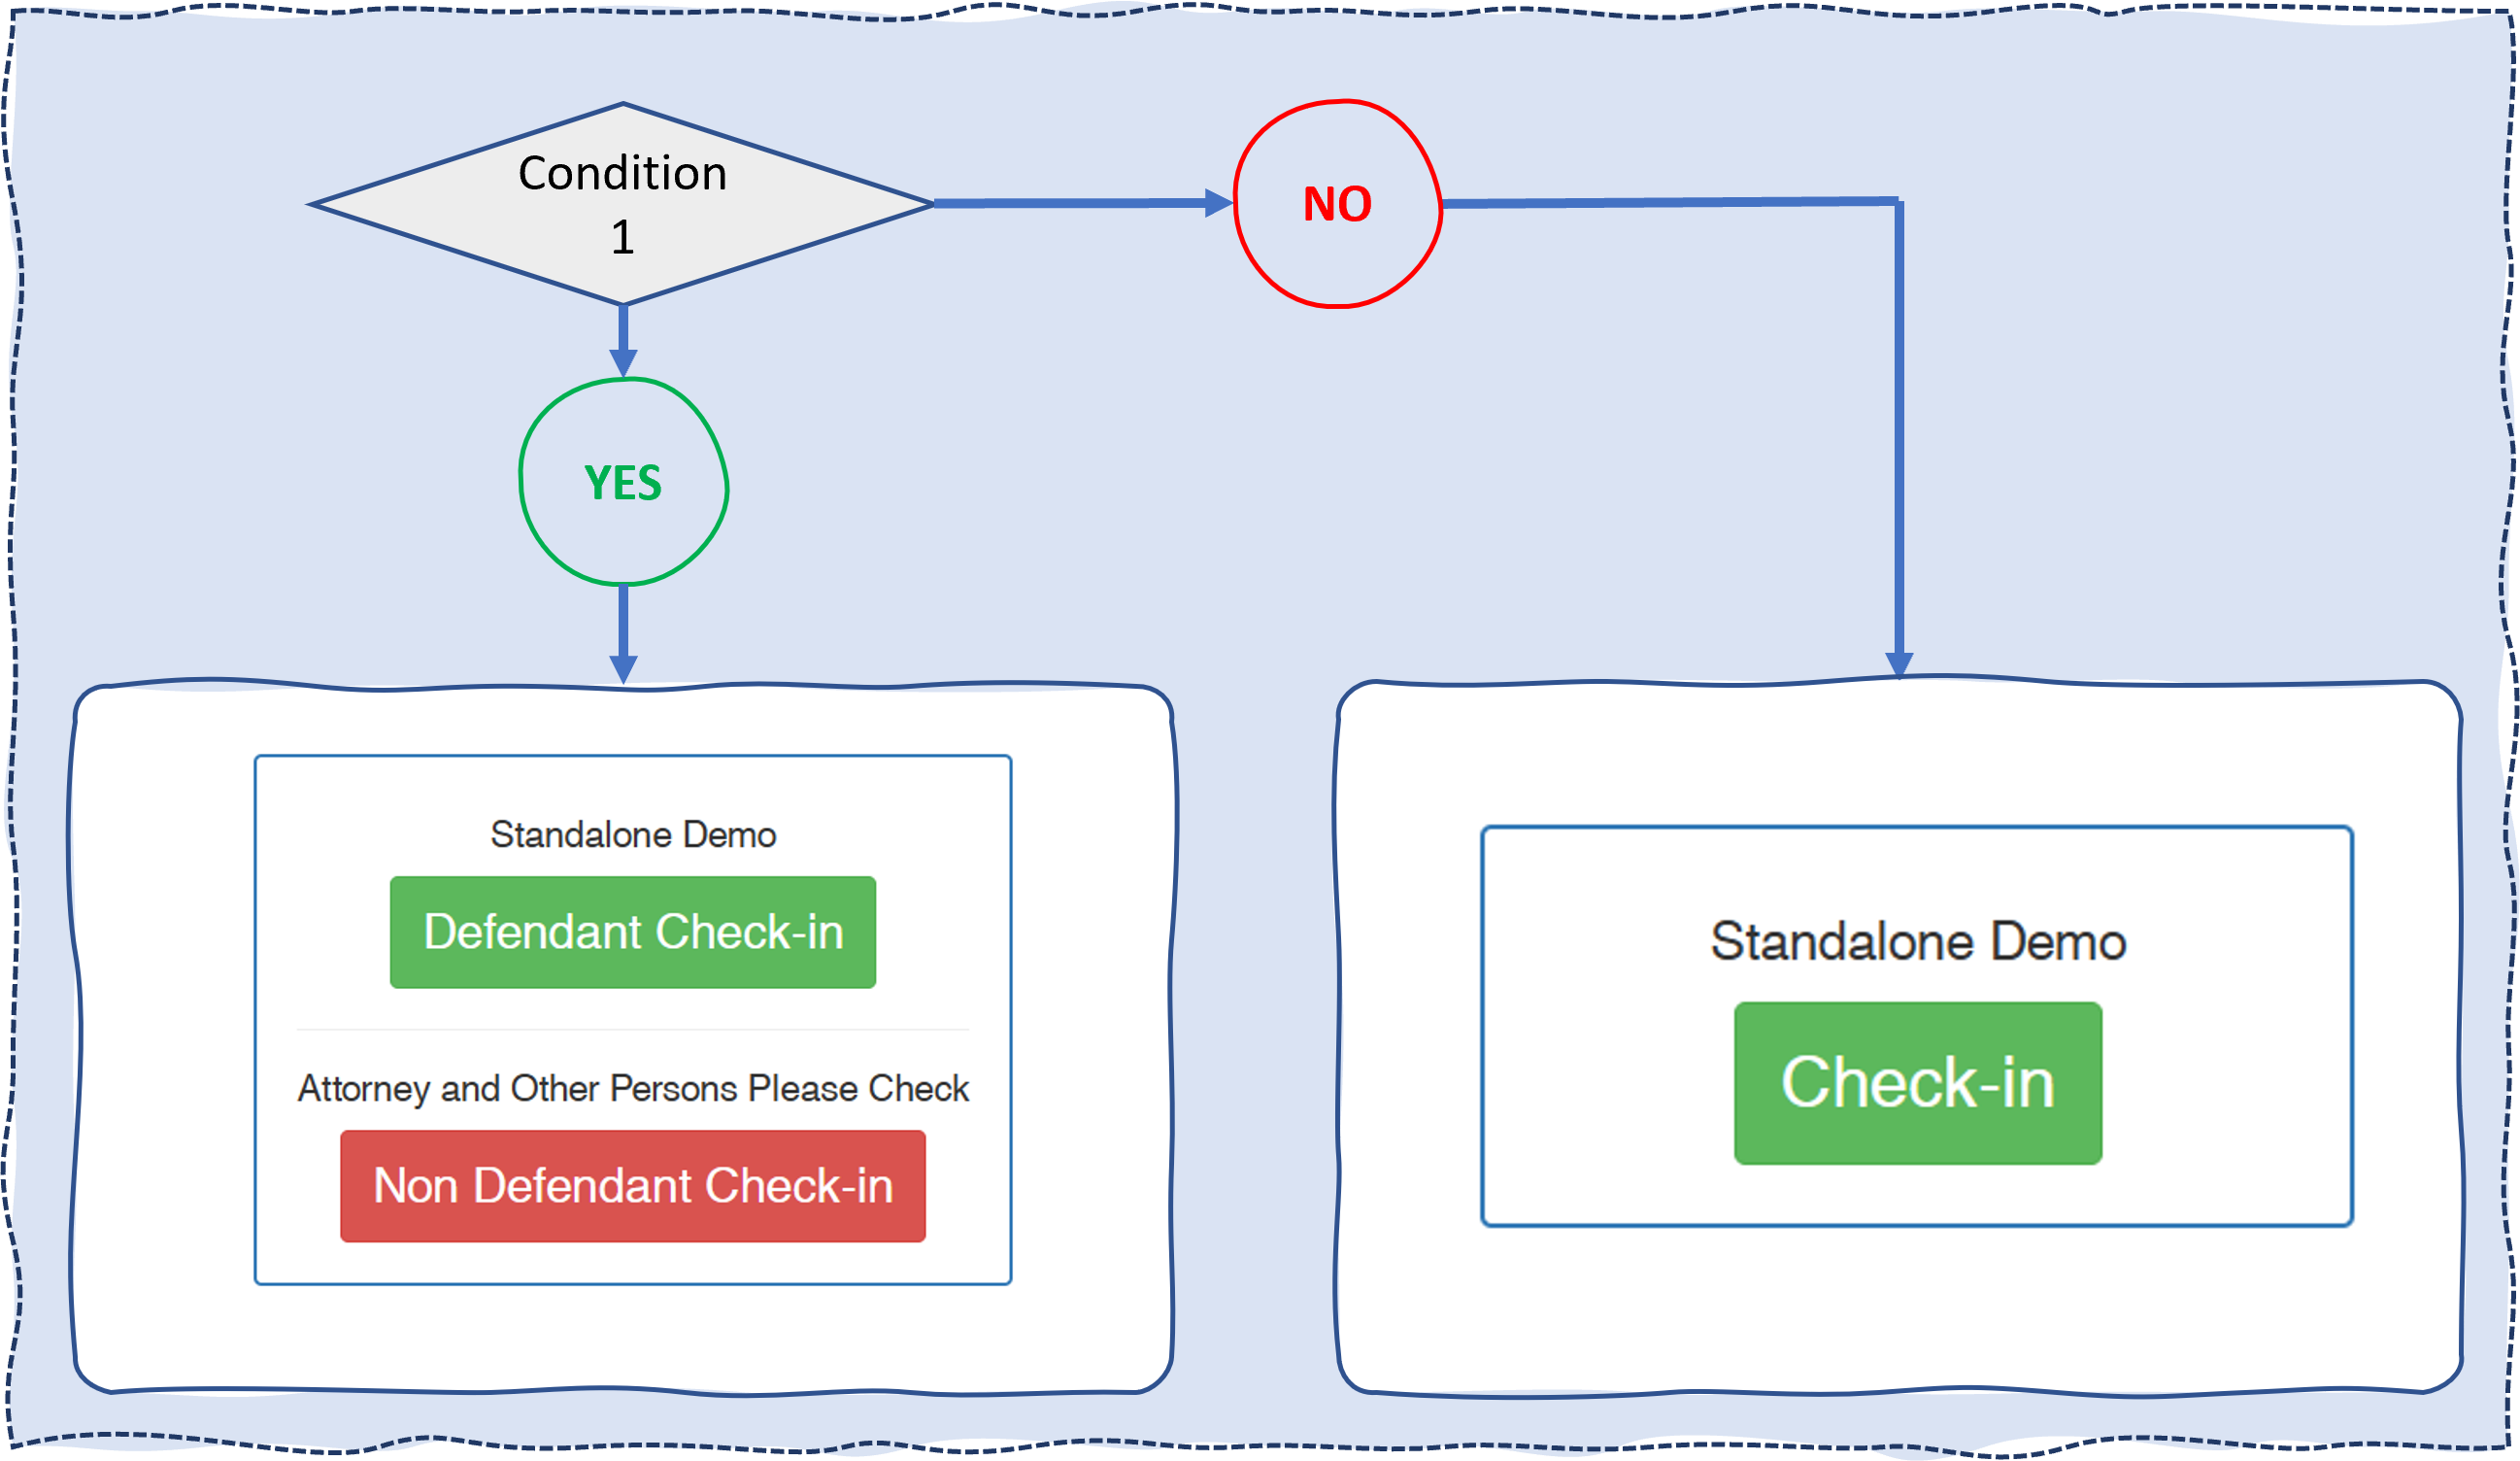 Condition
1
NO
YES
Standalone Demo
Defendant Check-in
Attorney and Other Persons Please Check
Non Defendant Check-in
Standalone Demo
Check-in